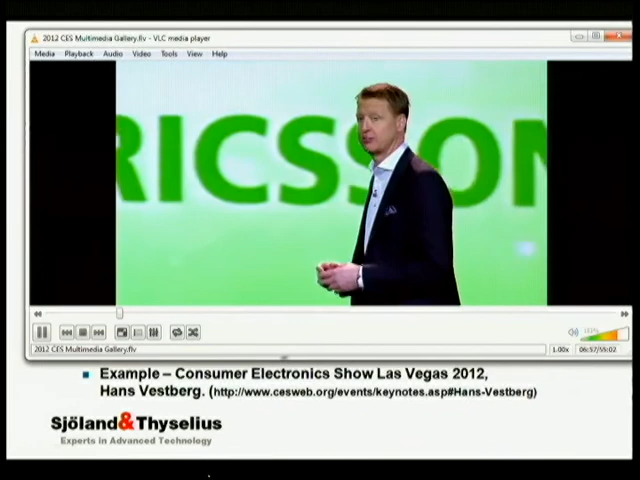 2012 CES Multimedia Gallery.flv - VLC media player
Media Playback Audio Video Tools View Help
ERICSSON
2012 CES Multimedia Gallery.flv 1.00x 06:57/55:02
Example – Consumer Electronics Show Las Vegas 2012,
Hans Vestberg. (http://www.cesweb.org/events/keynotes.asp#Hans-Vestberg)
Sjöland&Thyselius
Experts in Advanced Technology